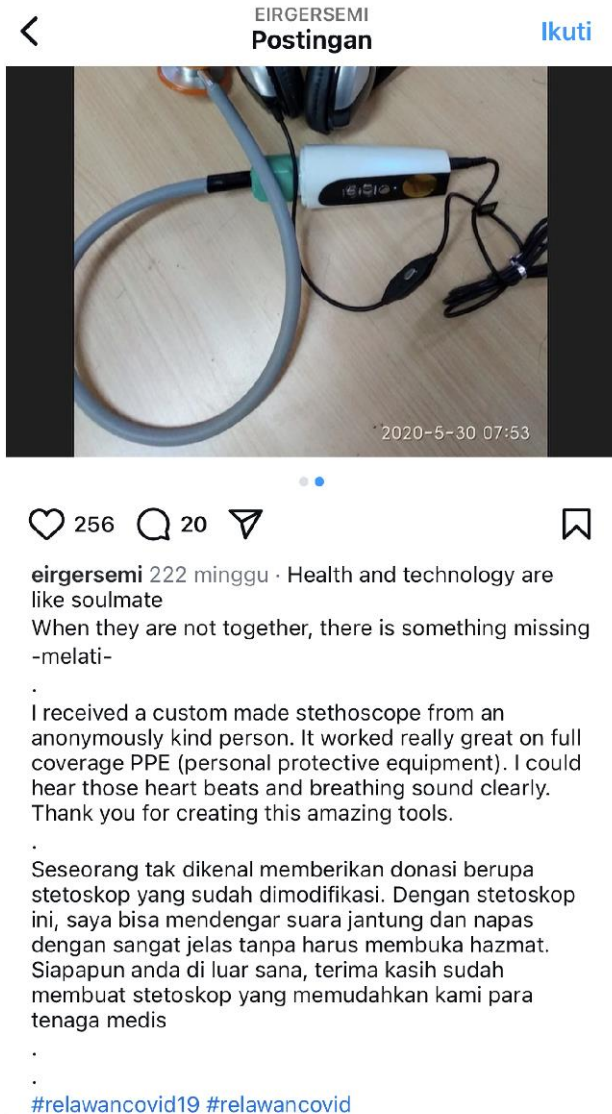 EIRGERSEMI
Postingan
Ikuti
2020-5-30 07:53
256
20
eirgersemi 222 minggu · Health and technology are
like soulmate
When they are not together, there is something missing
-melati-
.
I received a custom made stethoscope from an
anonymously kind person. It worked really great on full
coverage PPE (personal protective equipment). I could
hear those heart beats and breathing sound clearly.
Thank you for creating this amazing tools.
.
Seseorang tak dikenal memberikan donasi berupa
stetoskop yang sudah dimodifikasi. Dengan stetoskop
ini, saya bisa mendengar suara jantung dan napas
dengan sangat jelas tanpa harus membuka hazmat.
Siapapun anda di luar sana, terima kasih sudah
membuat stetoskop yang memudahkan kami para
tenaga medis
.
.
#relawancovid19 #relawancovid